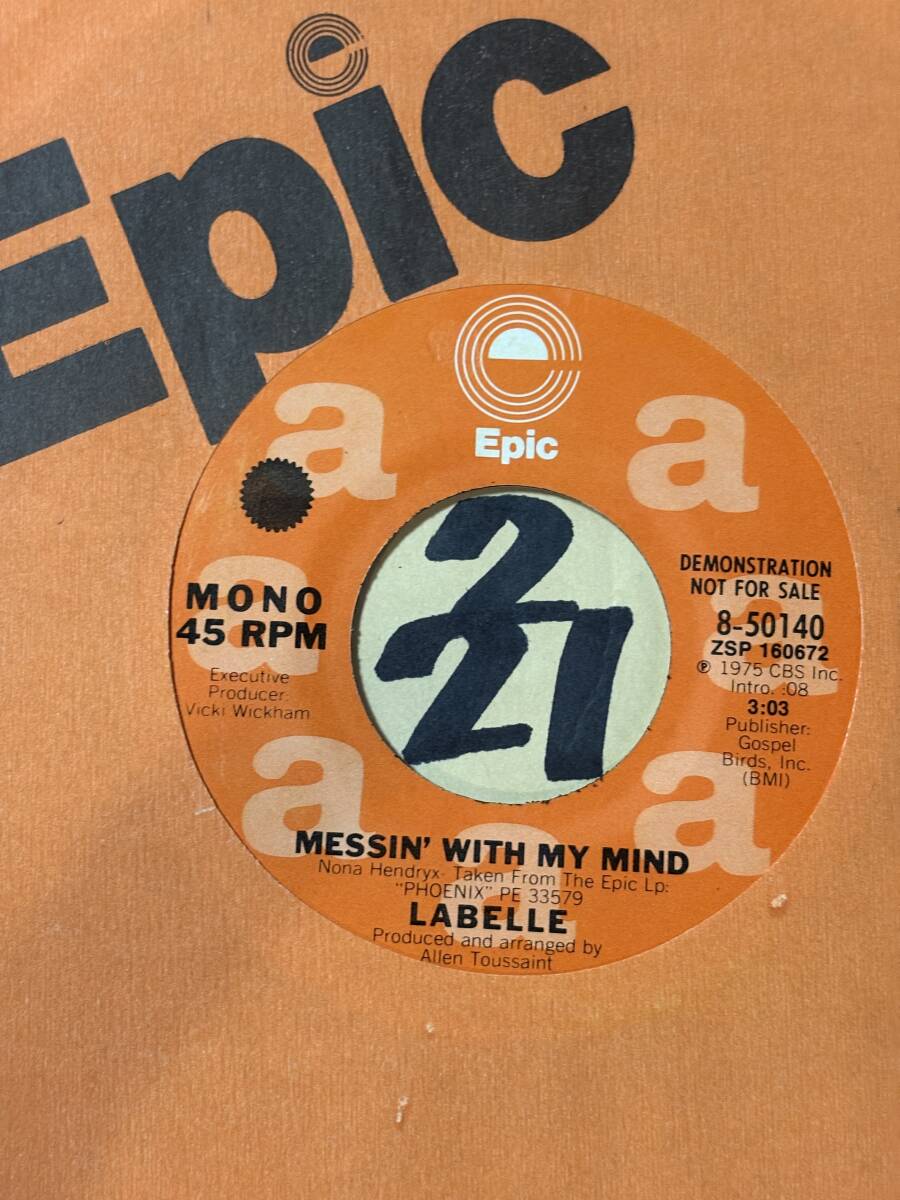 Epic
Epic
a a
a a
a a
a
MONO
45 RPM
Executive
Producer:
Vicki Wickham
2
21
DEMONSTRATION
NOT FOR SALE
8-50140
ZSP 160672
℗ 1975 CBS Inc.
Intro. :08
3:03
Publisher:
Gospel
Birds, Inc.
(BMI)
MESSIN' WITH MY MIND
Nona Hendryx- Taken From The Epic Lp:
"PHOENIX" PE 33579
LABELLE
Produced and arranged by
Allen Toussaint